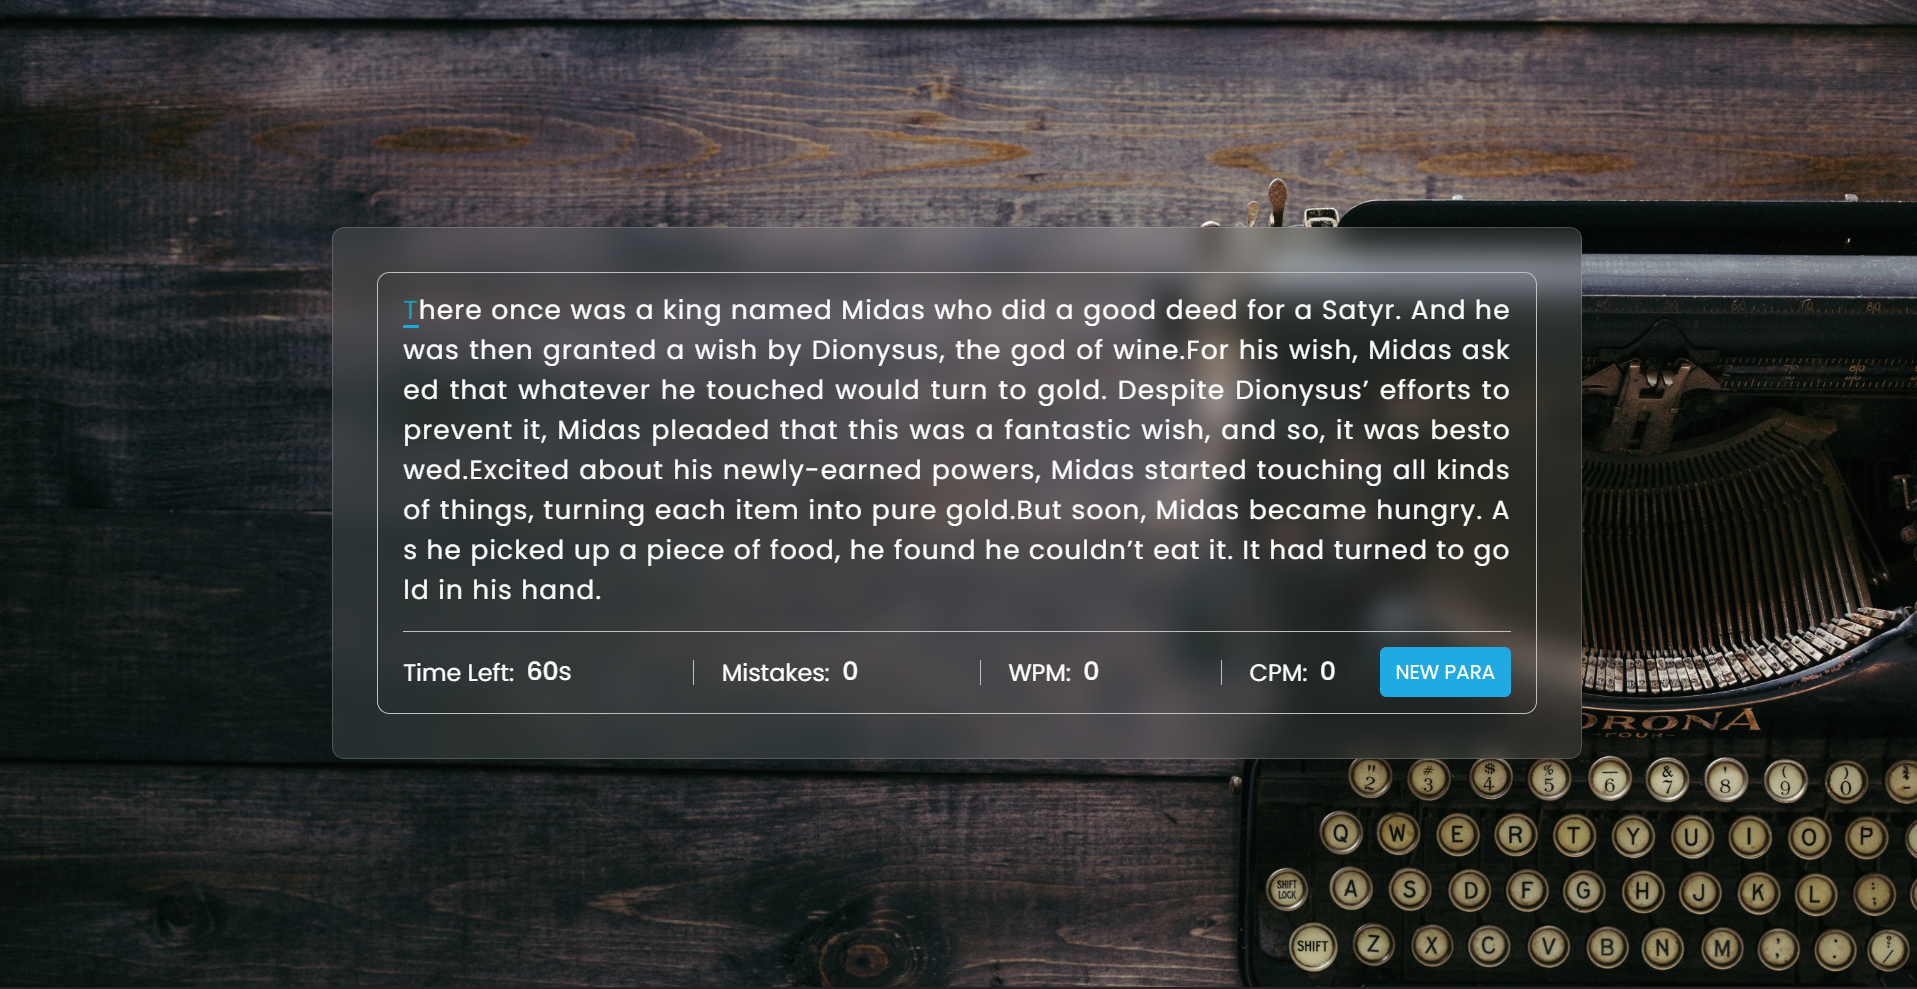 There once was a king named Midas who did a good deed for a Satyr. And he
was then granted a wish by Dionysus, the god of wine.For his wish, Midas ask
ed that whatever he touched would turn to gold. Despite Dionysus’ efforts to
prevent it, Midas pleaded that this was a fantastic wish, and so, it was besto
wed.Excited about his newly-earned powers, Midas started touching all kinds
of things, turning each item into pure gold.But soon, Midas became hungry. A
s he picked up a piece of food, he found he couldn’t eat it. It had turned to go
ld in his hand.
Time Left: 60s Mistakes: 0 WPM: 0 CPM: 0 NEW PARA
" 2 # 3 $ 4 % 5 _ 6 & 7 ' 8 ( 9 ) 0
Q W E R T Y U I O P
SHIFT LOCK A S D F G H J K L
SHIFT Z X C V B N M